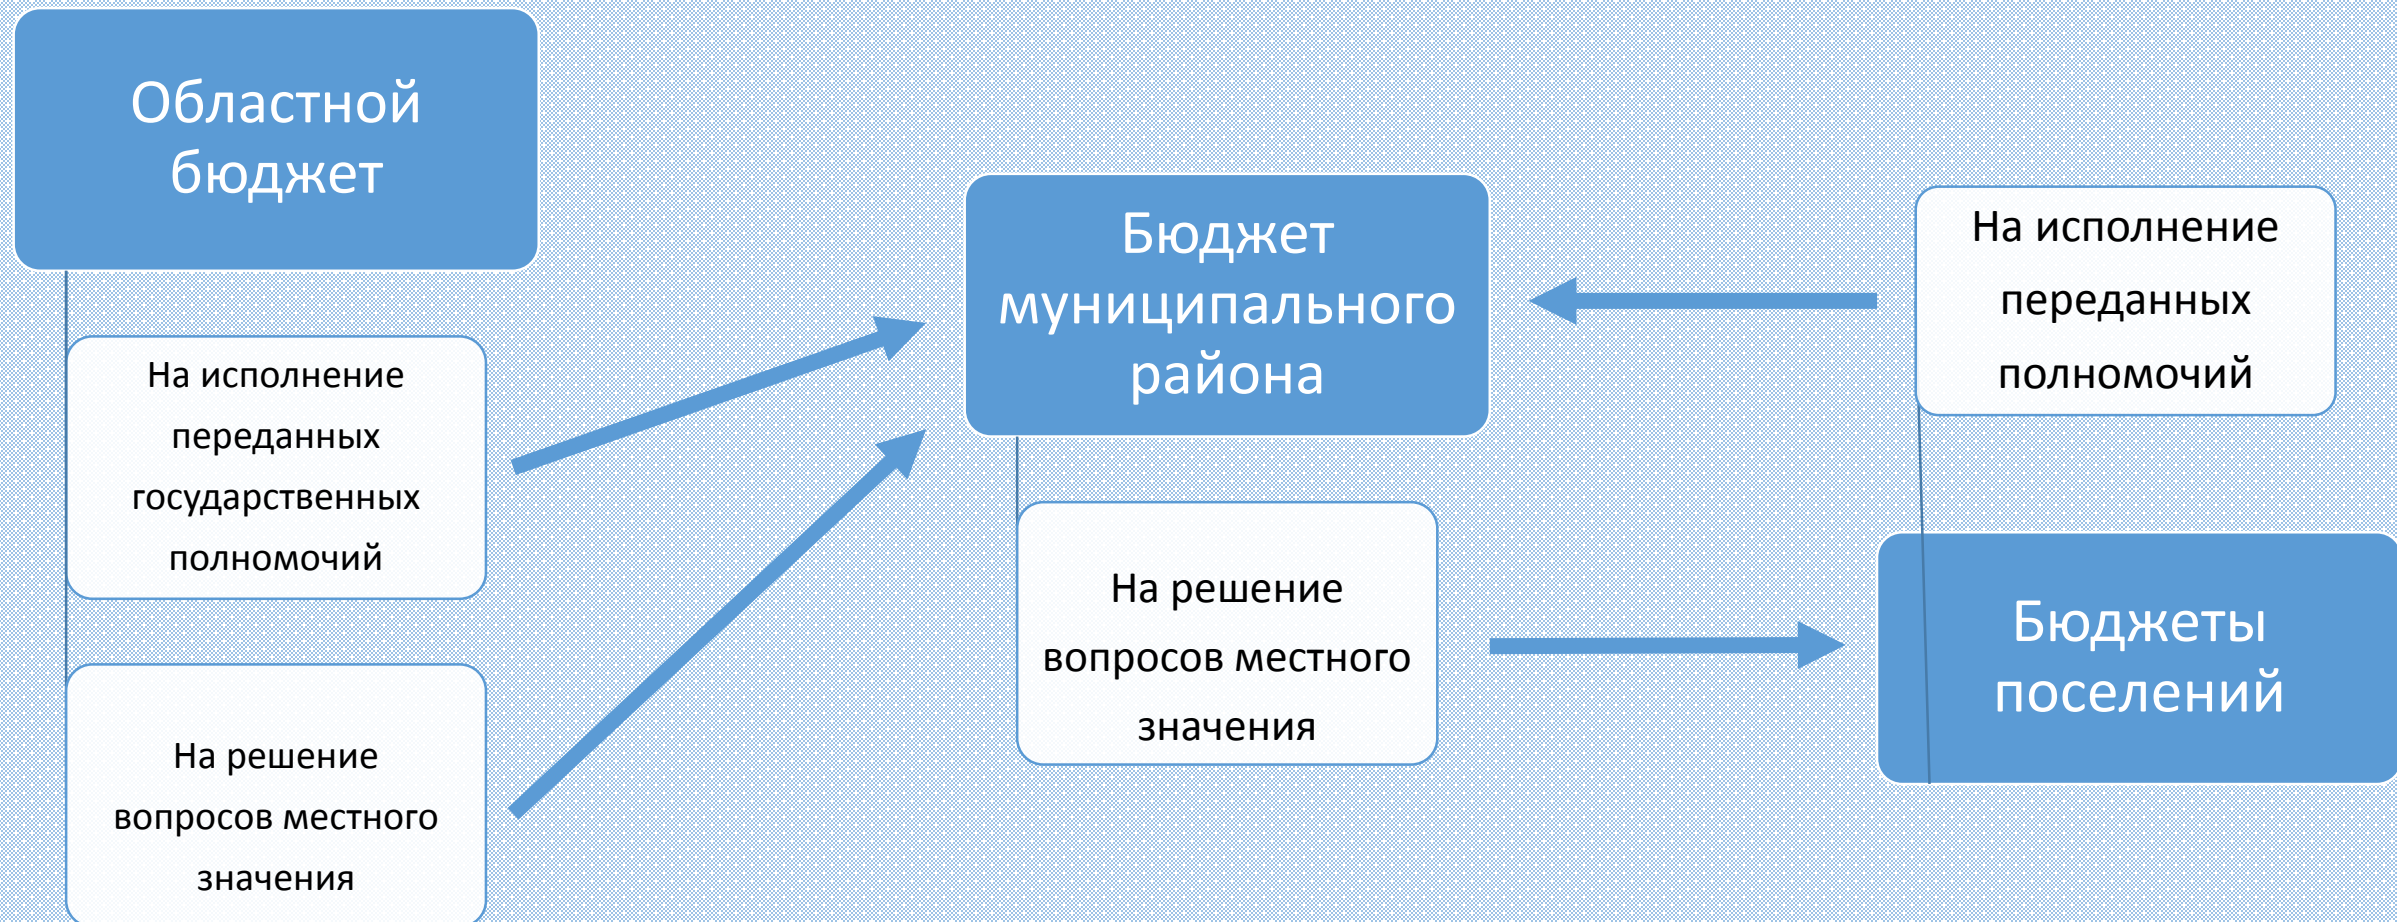 Областной
бюджет
На исполнение
переданных
государственных
полномочий
На решение
вопросов местного
значения
Бюджет
муниципального
района
На решение
вопросов местного
значения
На исполнение
переданных
полномочий
Бюджеты
поселений